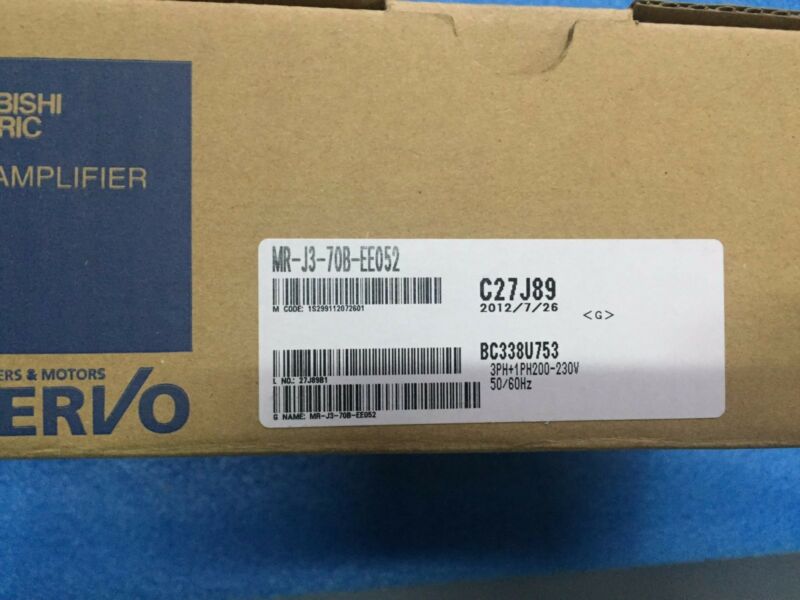 BISHI
RIC
AMPLIFIER
ERS & MOTORS
ERVO
MR-J3-70B-EE052
M CODE: 1S299112072601
C27J89
2012/7/26
<G>
BC338U753
3PH+1PH200-230V
50/60Hz
L NO.: 27J89B1
G NAME: MR-J3-70B-EE052